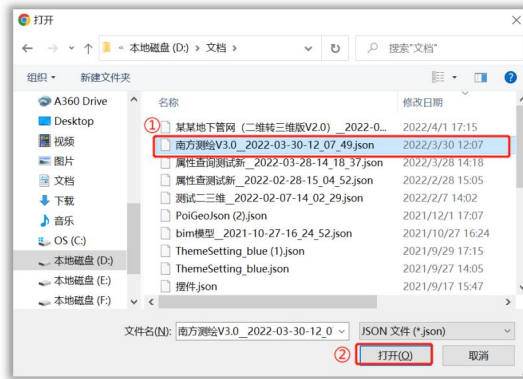 打开
本地磁盘 (D:) › 文档 ›
搜索"文档"
组织
新建文件夹
A360 Drive
Desktop
视频
图片
文档
下载
音乐
OS (C:)
本地磁盘 (D:)
本地磁盘 (E:)
本地磁盘 (F:)
名称 修改日期
① 某某地下管网（二维转三维版V2.0）_2022-0... 2022/4/1 17:15
南方测绘V3.0__2022-03-30-12_07_49.json 2022/3/30 12:07
属性查询测试新__2022-03-28-14_18_37.json 2022/3/28 14:18
属性查测试新__2022-02-28-15_04_52.json 2022/2/28 15:05
测试二三维__2022-02-07-14_02_29.json 2022/2/7 14:02
PoiGeoJson (2).json 2021/12/1 17:07
bim模型__2021-10-27-16_24_52.json 2021/10/27 16:24
ThemeSetting_blue (1).json 2021/9/29 17:15
ThemeSetting_blue.json 2021/9/27 14:05
摆件.json 2021/9/17 15:47
文件名(N): 南方测绘V3.0__2022-03-30-12_0 JSON 文件 (*.json)
② 打开(O) 取消